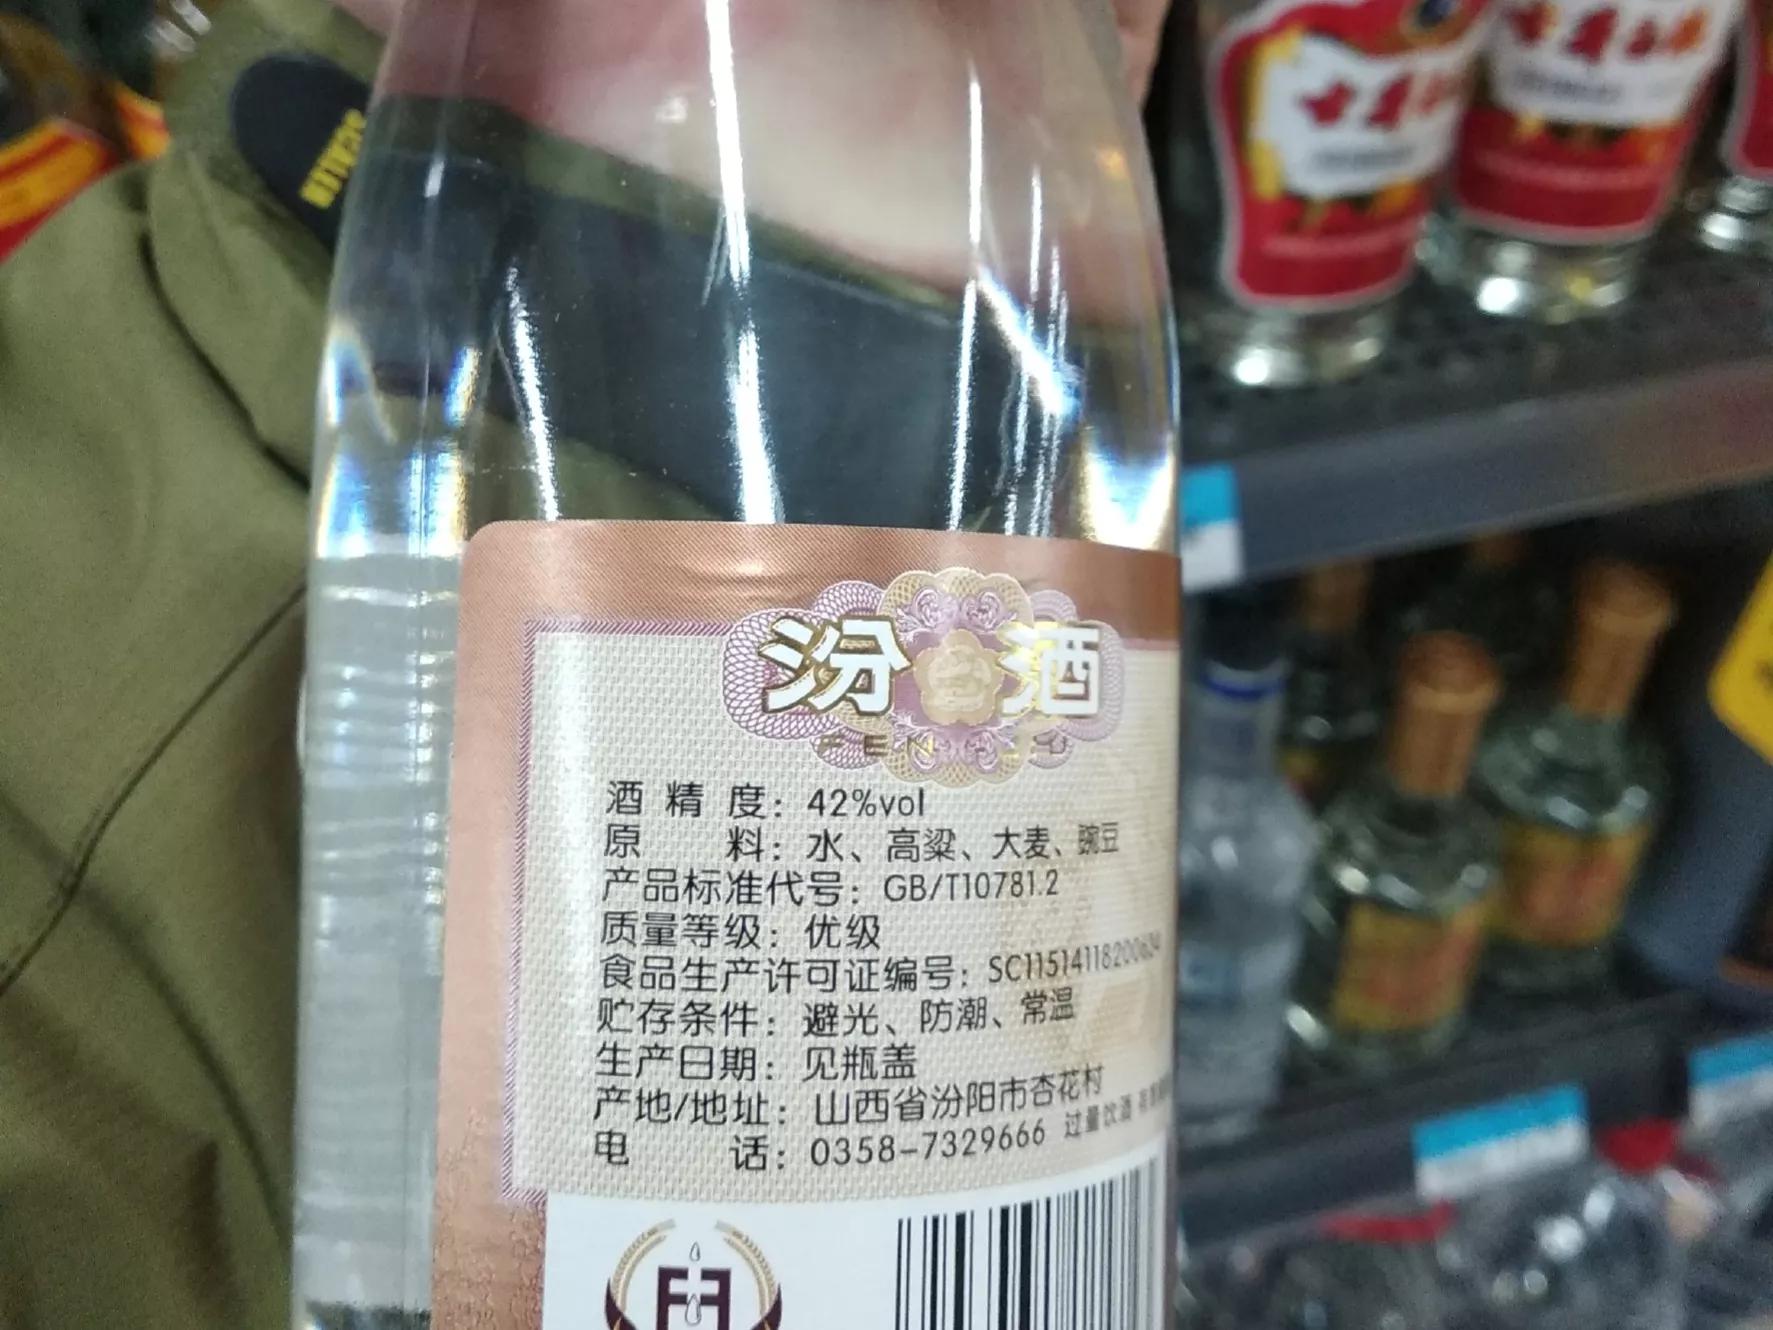 汾酒
酒精度：42%vol
原料：水、高粱、大麦、豌豆
产品标准代号：GB/T10781.2
质量等级：优级
食品生产许可证编号：SC11514118200634
贮存条件：避光、防潮、常温
生产日期：见瓶盖
产地/地址：山西省汾阳市杏花村
电话：0358-7329666
过量饮酒